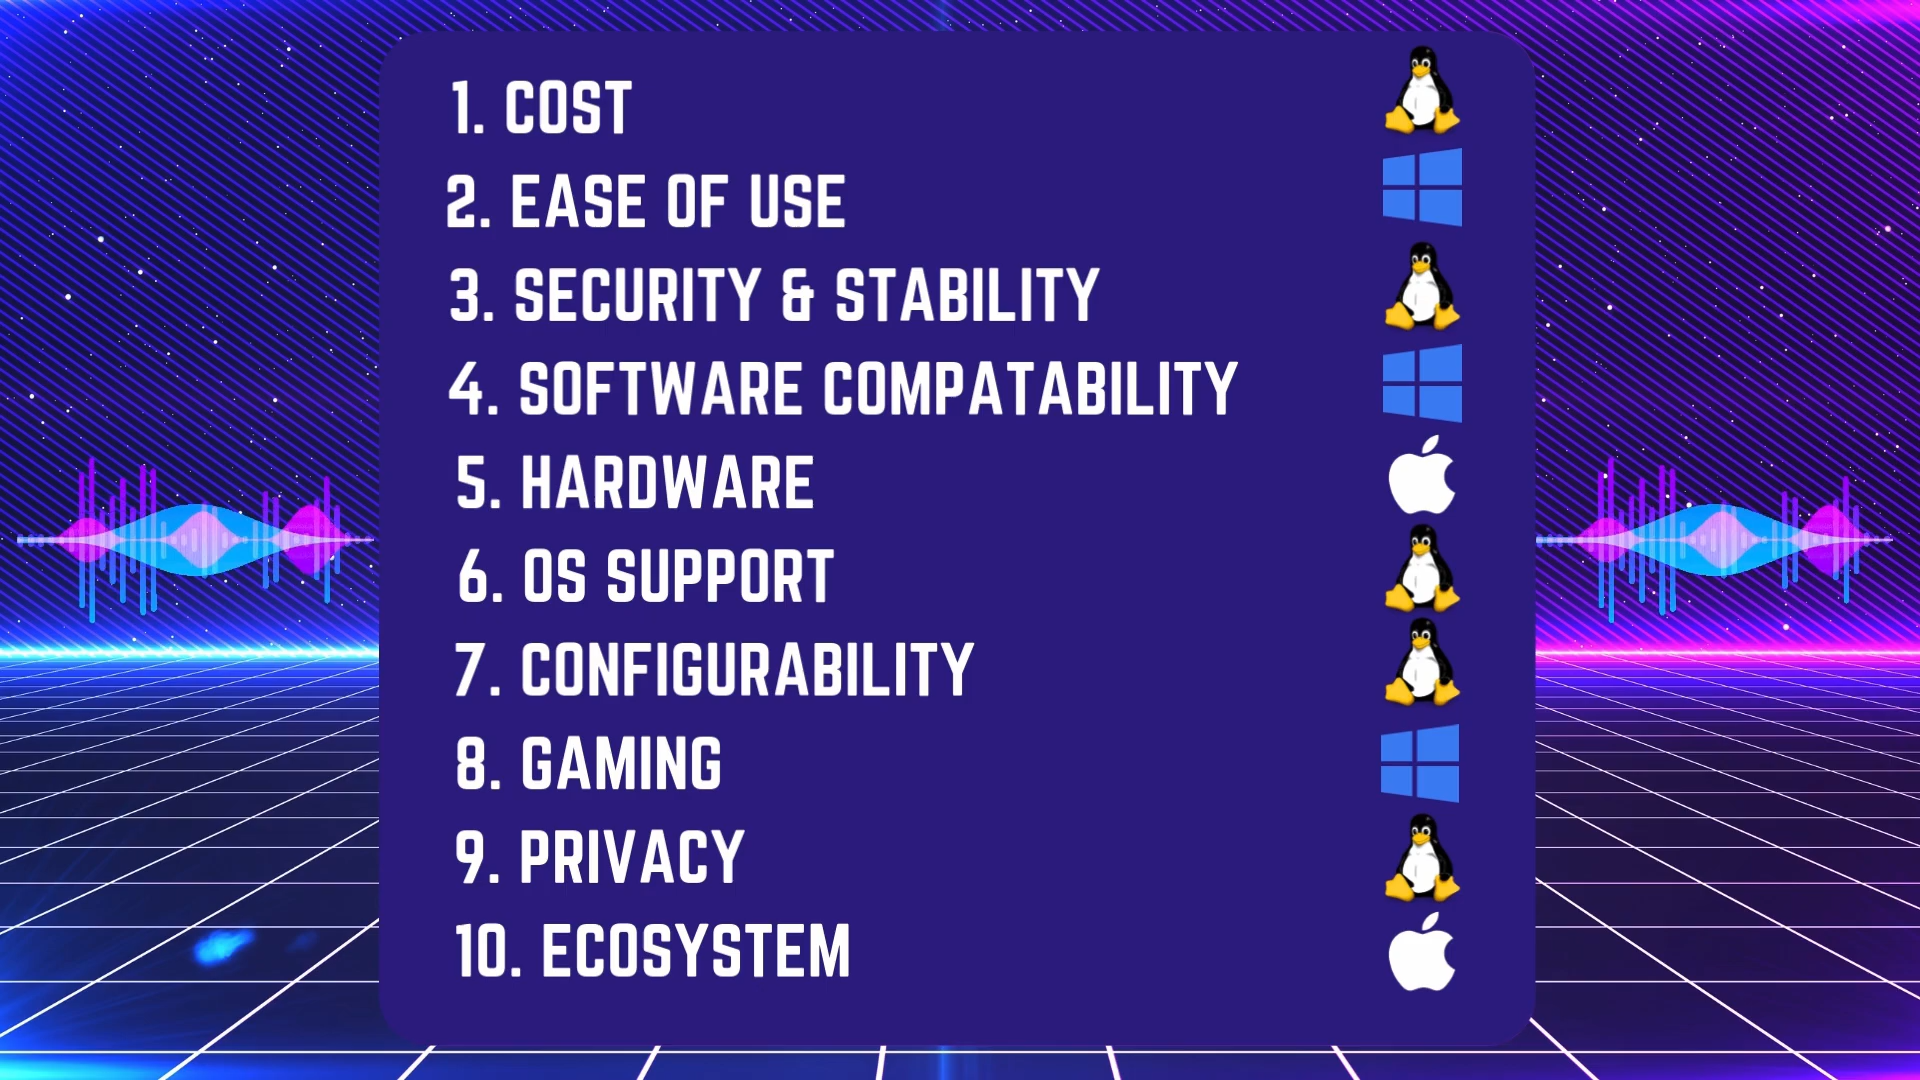 1. COST
2. EASE OF USE
3. SECURITY & STABILITY
4. SOFTWARE COMPATABILITY
5. HARDWARE
6. OS SUPPORT
7. CONFIGURABILITY
8. GAMING
9. PRIVACY
10. ECOSYSTEM